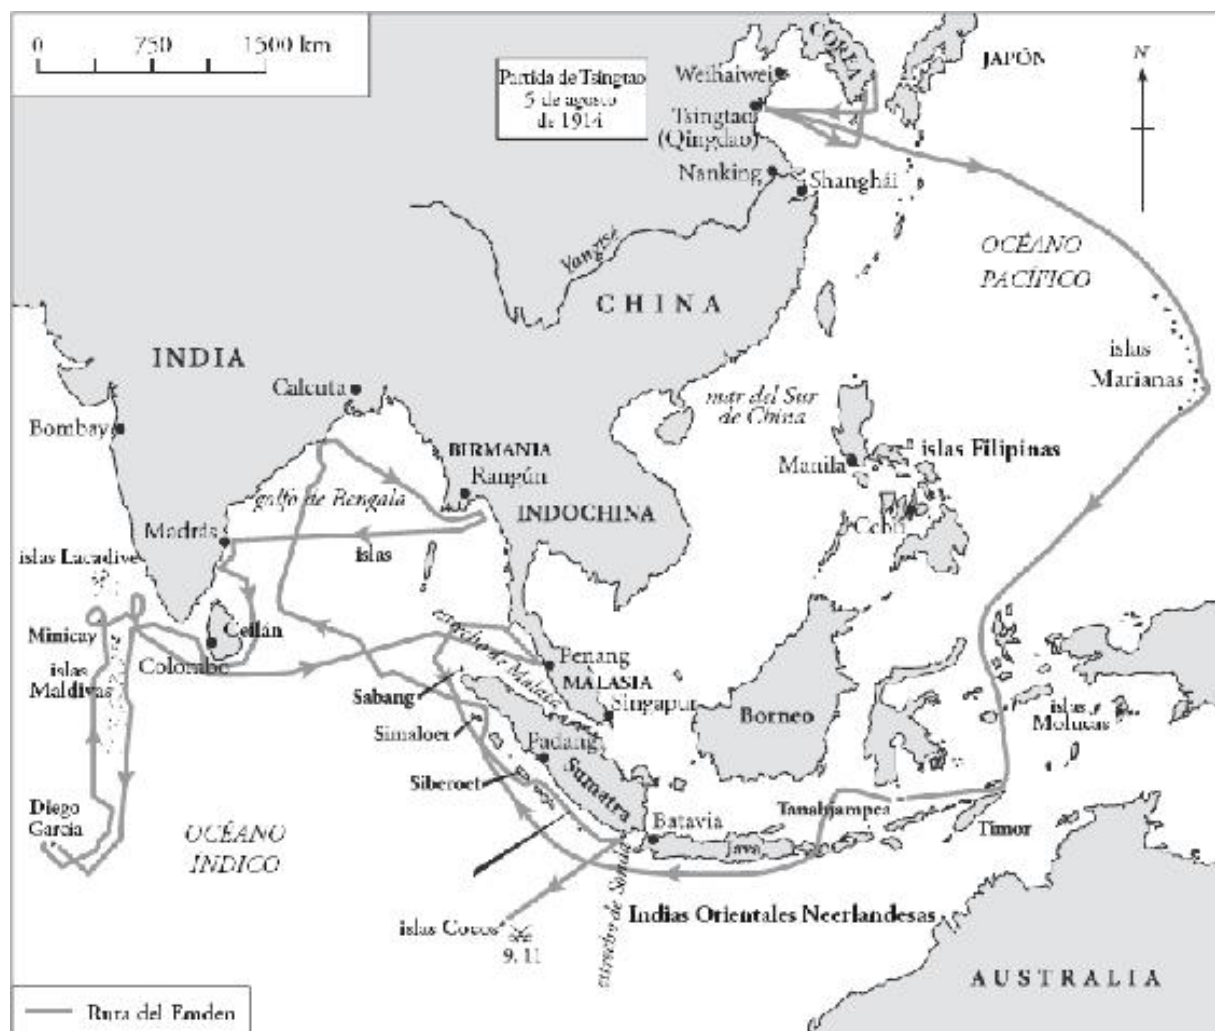 0 750 1500 km
Partida de Tsingtao
5 de agosto
de 1914
COREA
JAPÓN
N
Weihaiwei
Tsingtao
(Qingdao)
Nanking
Shanghái
Yangtsé
OCÉANO
PACÍFICO
CHINA
INDIA
islas
Marianas
Calcuta
mar del Sur
de China
Bombay
BIRMANIA
Rangún
islas Filipinas
Manila
golfo de Bengala
INDOCHINA
Cebú
Madrás
islas
islas Lacadive
Minicay
Ceilán
estrecho de Malaca
islas
Maldivas
Colombo
Penang
MALASIA
Sabang
Singapur
Borneo
islas
Molucas
Simaloer
Padang
Siberoet
Sumatra
Diego
García
OCÉANO
ÍNDICO
Batavia
Tanahjampea
Timor
Java
islas Cocos
9. 11
estrecho de Sonda
Indias Orientales Neerlandesas
AUSTRALIA
Ruta del Emden